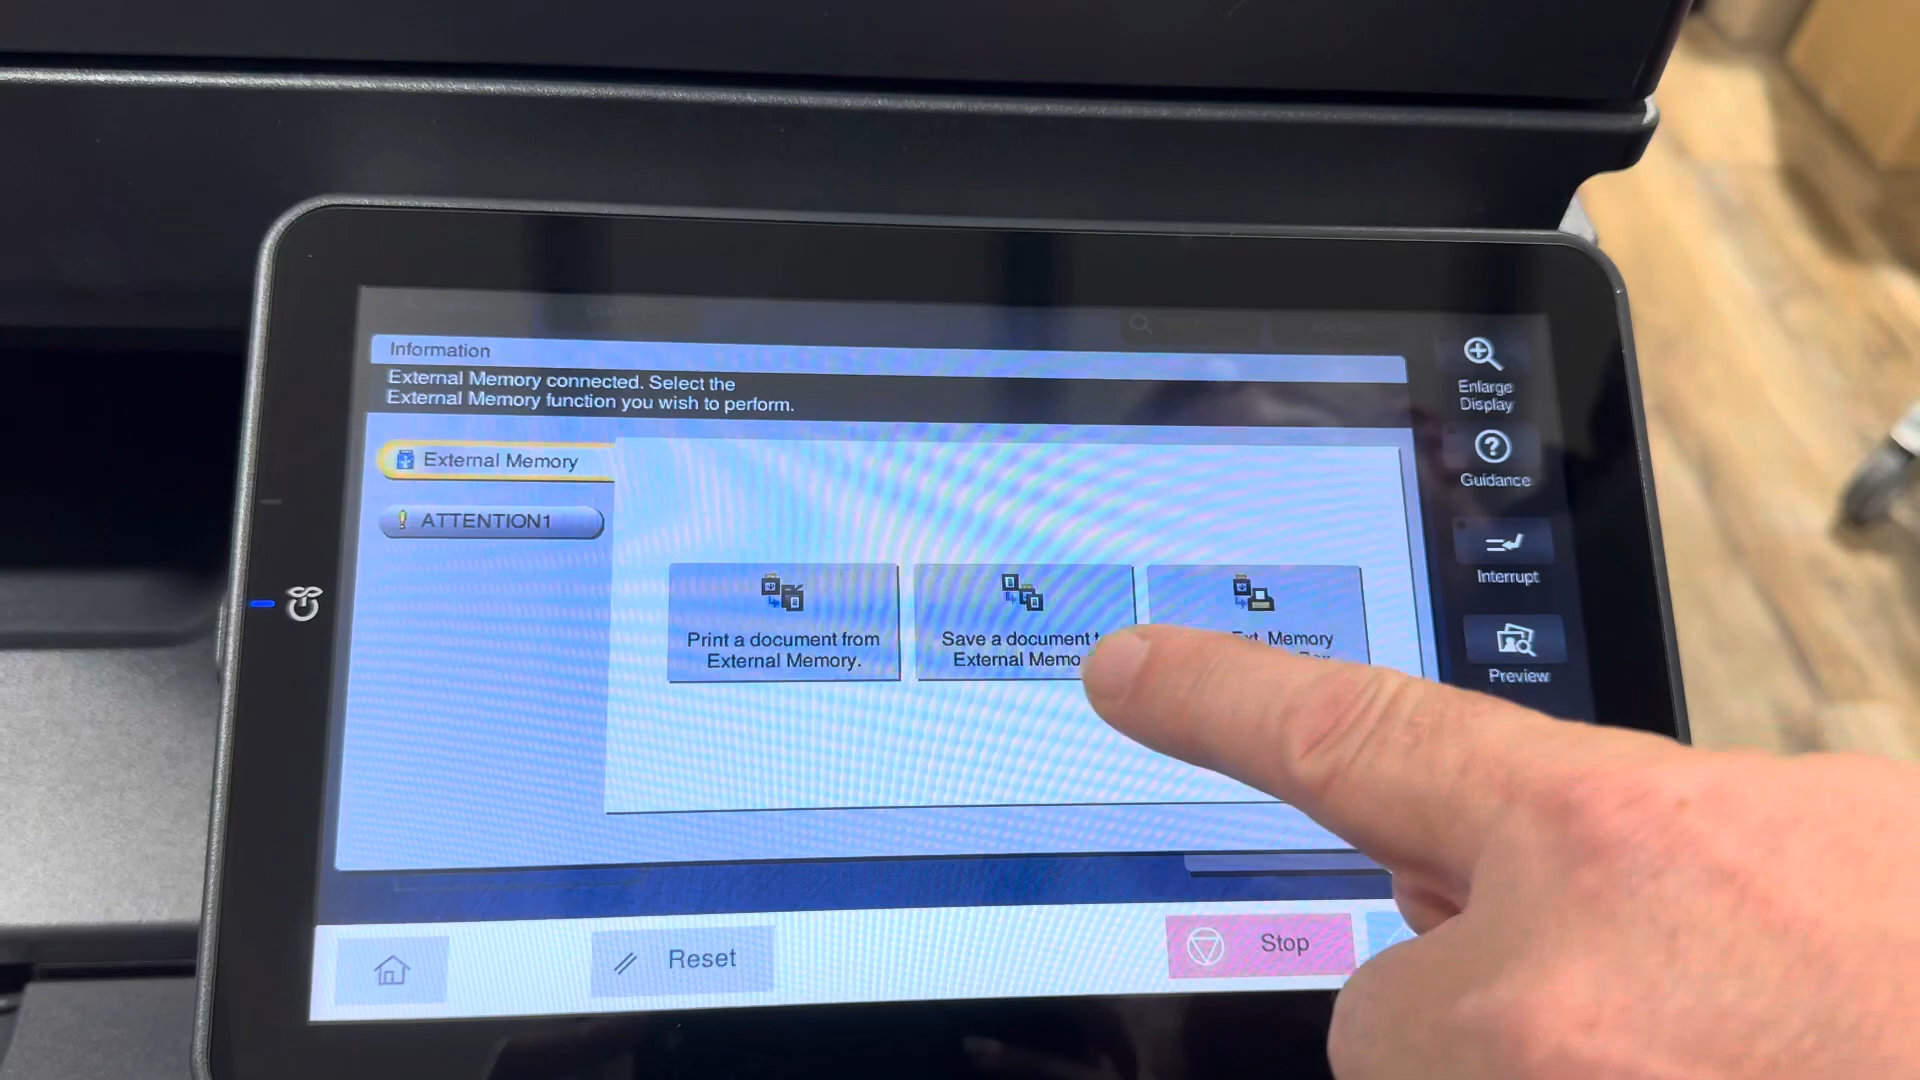 Information
External Memory connected. Select the
External Memory function you wish to perform.
External Memory
ATTENTION1
Print a document from
External Memory.
Save a document
External
Memory
Enlarge
Display
Guidance
Interrupt
Preview
Reset
Stop